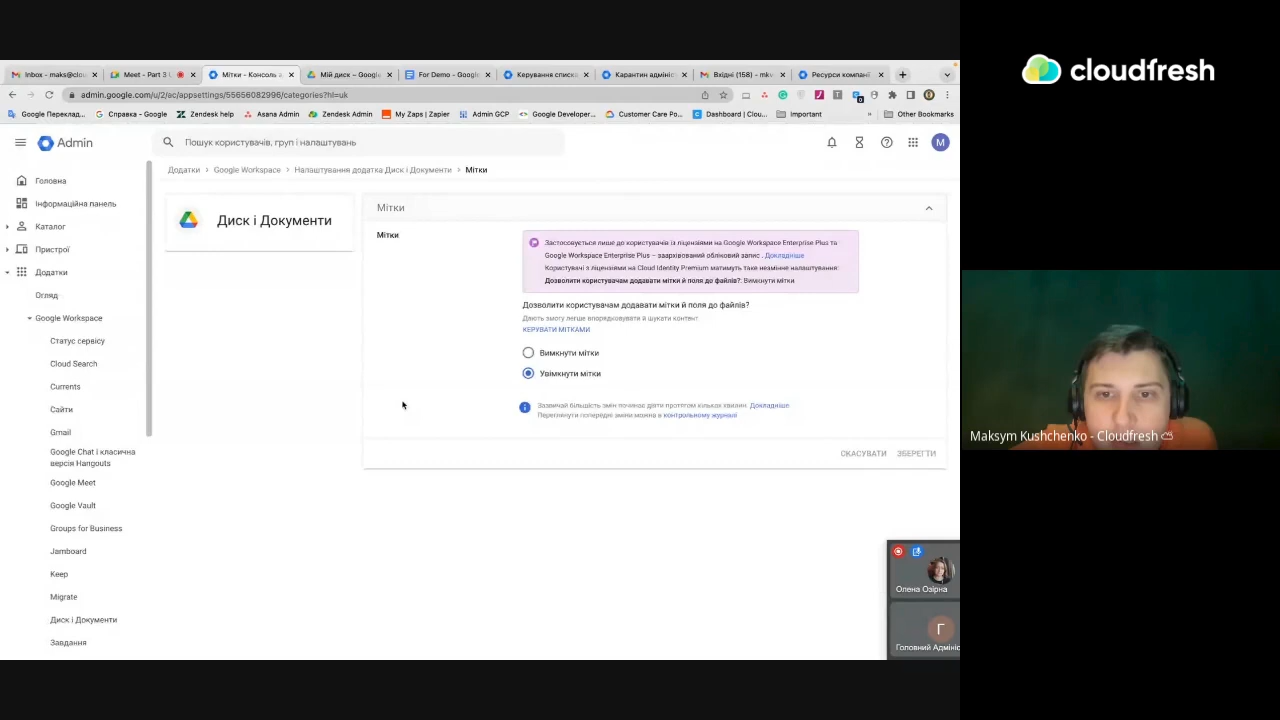 cloudfresh
Inbox - maks@clou
Meet - Part 3
Мітки - Консоль а
Мій диск – Google
For Demo - Google
Керування списка
Карантин адмініс
Вхідні (158) - mkv
Ресурси компанії
admin.google.com/u/2/ac/appsettings/55656082996/categories?hl=uk
Google Переклад...
Справка - Google
Zendesk help
Asana Admin
Zendesk Admin
My Zaps | Zapier
Admin GCP
Google Developer...
Customer Care Po...
Dashboard | Clou...
Important
Other Bookmarks
Admin
Пошук користувачів, груп і налаштувань
M
Додатки > Google Workspace > Налаштування додатка Диск і Документи > Мітки
Головна
Інформаційна панель
Каталог
Пристрої
Додатки
Огляд
Google Workspace
Статус сервісу
Cloud Search
Currents
Сайти
Gmail
Google Chat і класична
версія Hangouts
Google Meet
Google Vault
Groups for Business
Jamboard
Keep
Migrate
Диск і Документи
Завдання
Диск і Документи
Мітки
Мітки
Застосовується лише до користувачів із ліцензіями на Google Workspace Enterprise Plus та
Google Workspace Enterprise Plus – заархівований обліковий запис . Докладніше
Користувачі з ліцензіями на Cloud Identity Premium матимуть таке незмінне налаштування:
Дозволити користувачам додавати мітки й поля до файлів?: Вимкнути мітки
Дозволити користувачам додавати мітки й поля до файлів?
Дають змогу легше впорядковувати й шукати контент
КЕРУВАТИ МІТКАМИ
Вимкнути мітки
Увімкнути мітки
Зазвичай більшість змін починає діяти протягом кількох хвилин. Докладніше
Переглянути попередні зміни можна в контрольному журналі
СКАСУВАТИ
ЗБЕРЕГТИ
Олена Озірна
Г
Головний Адмініс
Maksym Kushchenko - Cloudfresh